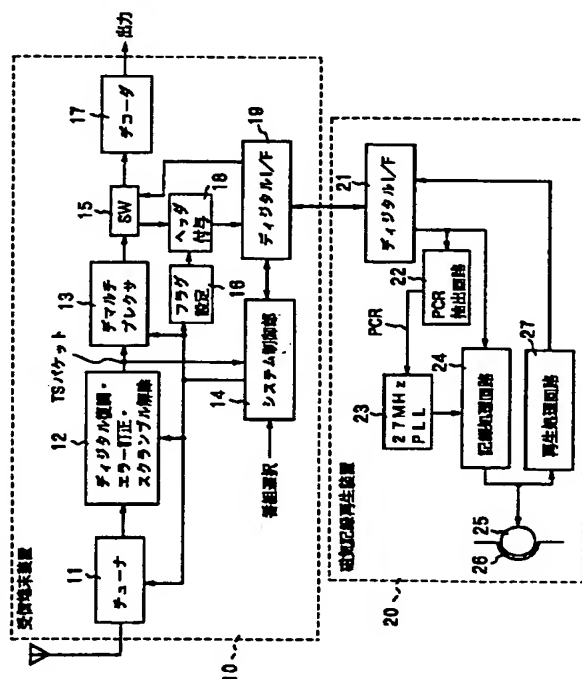 受信端末装置
10
11
チューナ
12
ディジタル復調・
エラー訂正・
スクランブル解除
TSパケット
13
デマルチ
プレクサ
15
SW
17
デコーダ
出力
14
システム制御部
番組選択
16
フラグ
設定
18
ヘッダ
付与
19
ディジタルI/F
磁気記録再生装置
20
21
ディジタルI/F
22
PCR
抽出回路
PCR
23
27MHz
PLL
24
記録処理回路
25
26
27
再生処理回路